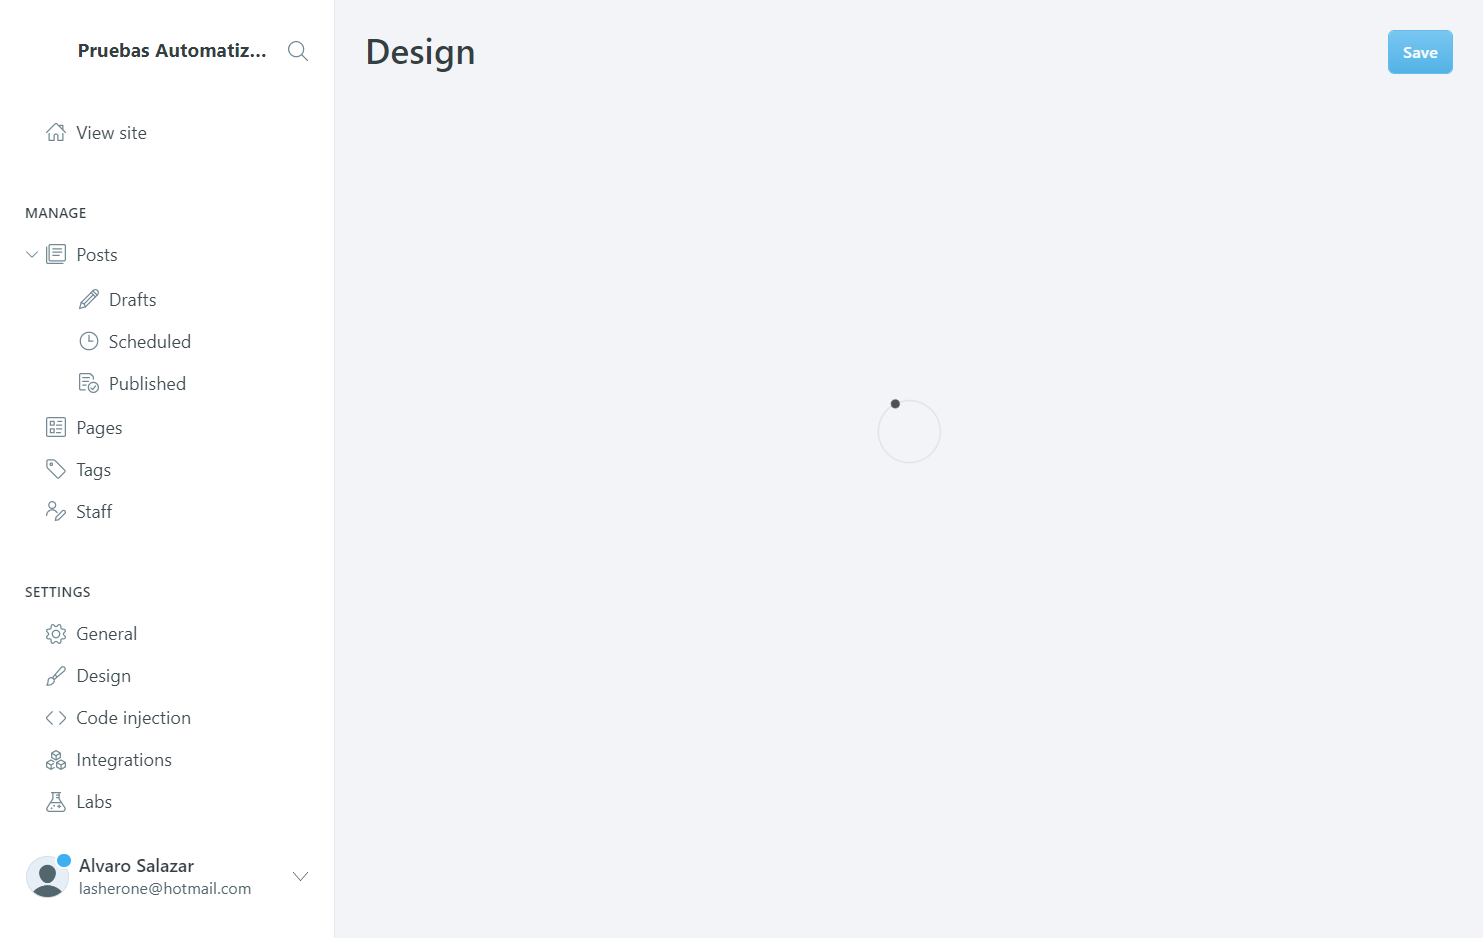 Pruebas Automatiz...
View site
MANAGE
Posts
Drafts
Scheduled
Published
Pages
Tags
Staff
SETTINGS
General
Design
Code injection
Integrations
Labs
Alvaro Salazar
lasherone@hotmail.com
Design
Save